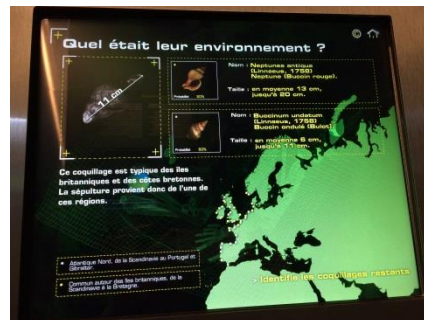 Quel était leur environnement ?
11 cm
Nom : Neptunea antiqua
(Linnaeus, 1758)
Neptune (Buccin rouge).
Taille : en moyenne 13 cm,
jusqu'à 20 cm.
Nom : Buccinum undatum
(Linnaeus, 1758)
Buccin ondulé (Bulot).
Taille : en moyenne 6 cm,
jusqu'à 11 cm.
Ce coquillage est typique des îles
britanniques et des côtes bretonnes.
La sépulture provient donc de l'une de
ces régions.
Atlantique Nord, de la Scandinavie au Portugal et
Gibraltar.
Commun autour des îles britanniques, de la
Scandinavie à la Bretagne.
> Identifie les coquillages restants